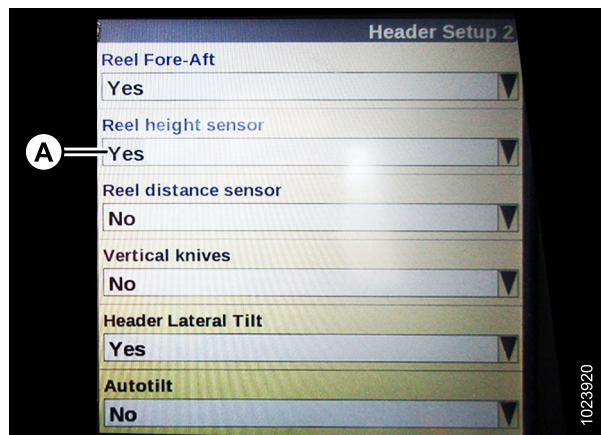 Header Setup 2
Reel Fore-Aft
Yes
Reel height sensor
A
Yes
Reel distance sensor
No
Vertical knives
No
Header Lateral Tilt
Yes
Autotilt
No
1023920